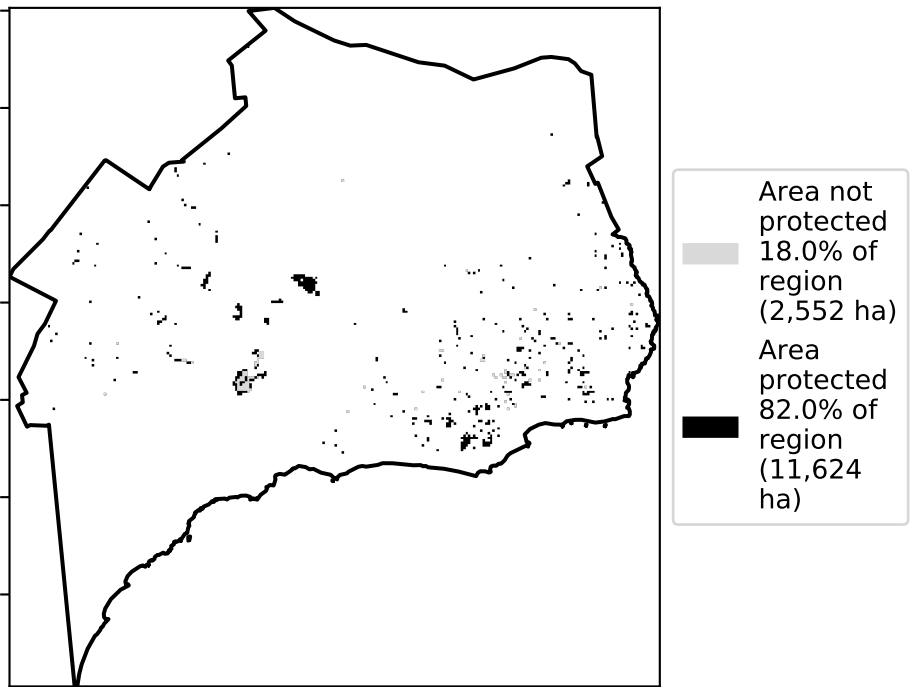 Area not
protected
18.0% of
region
(2,552 ha)
Area
protected
82.0% of
region
(11,624
ha)